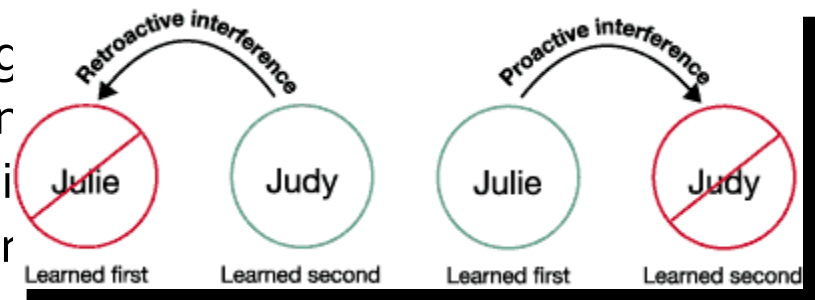 Retroactive interference
Proactive interference
Julie
Judy
Julie
Judy
Learned first
Learned second
Learned first
Learned second